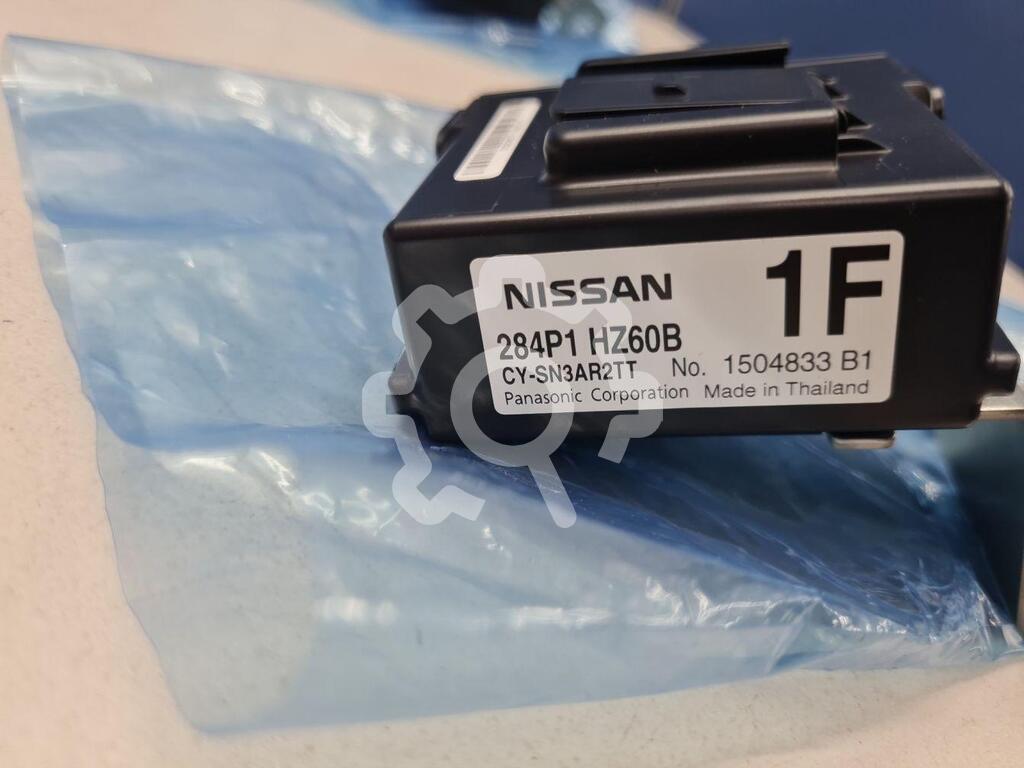 NISSAN 1F
284P1 HZ60B
CY-SN3AR2TT No. 1504833 B1
Panasonic Corporation Made in Thailand